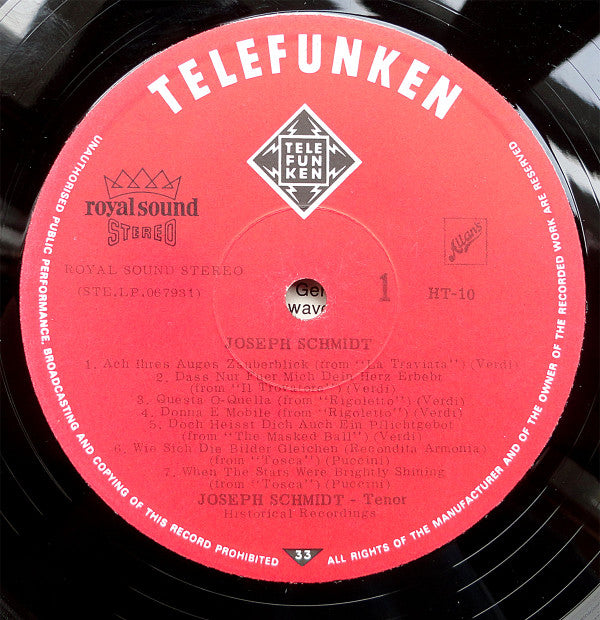 TELEFUNKEN
TELE
FUN
KEN
royalsound
STEREO
Allans
ROYAL SOUND STEREO
(STE.LP.067931)
1
HT-10
Ger
wave
JOSEPH SCHMIDT
1. Ach Ihres Auges Zauberblick (from "La Traviata") (Verdi)
2. Dass Nur Fuer Mich Dein Herz Erbebt
(from "Il Trovatore") (Verdi)
3. Questa O-Quella (from "Rigoletto") (Verdi)
4. Donna E Mobile (from "Rigoletto") (Verdi)
5. Doch Heisst Dich Auch Ein Pflichtgebot
(from "The Masked Ball") (Verdi)
6. Wie Sich Die Bilder Gleichen (Recondita Armonia)
(from "Tosca") (Puccini)
7. When The Stars Were Brightly Shining
(from "Tosca") (Puccini)
JOSEPH SCHMIDT - Tenor
Historical Recordings
33
UNAUTHORISED PUBLIC PERFORMANCE, BROADCASTING AND COPYING OF THIS RECORD PROHIBITED
ALL RIGHTS OF THE MANUFACTURER AND OF THE OWNER OF THE RECORDED WORK ARE RESERVED